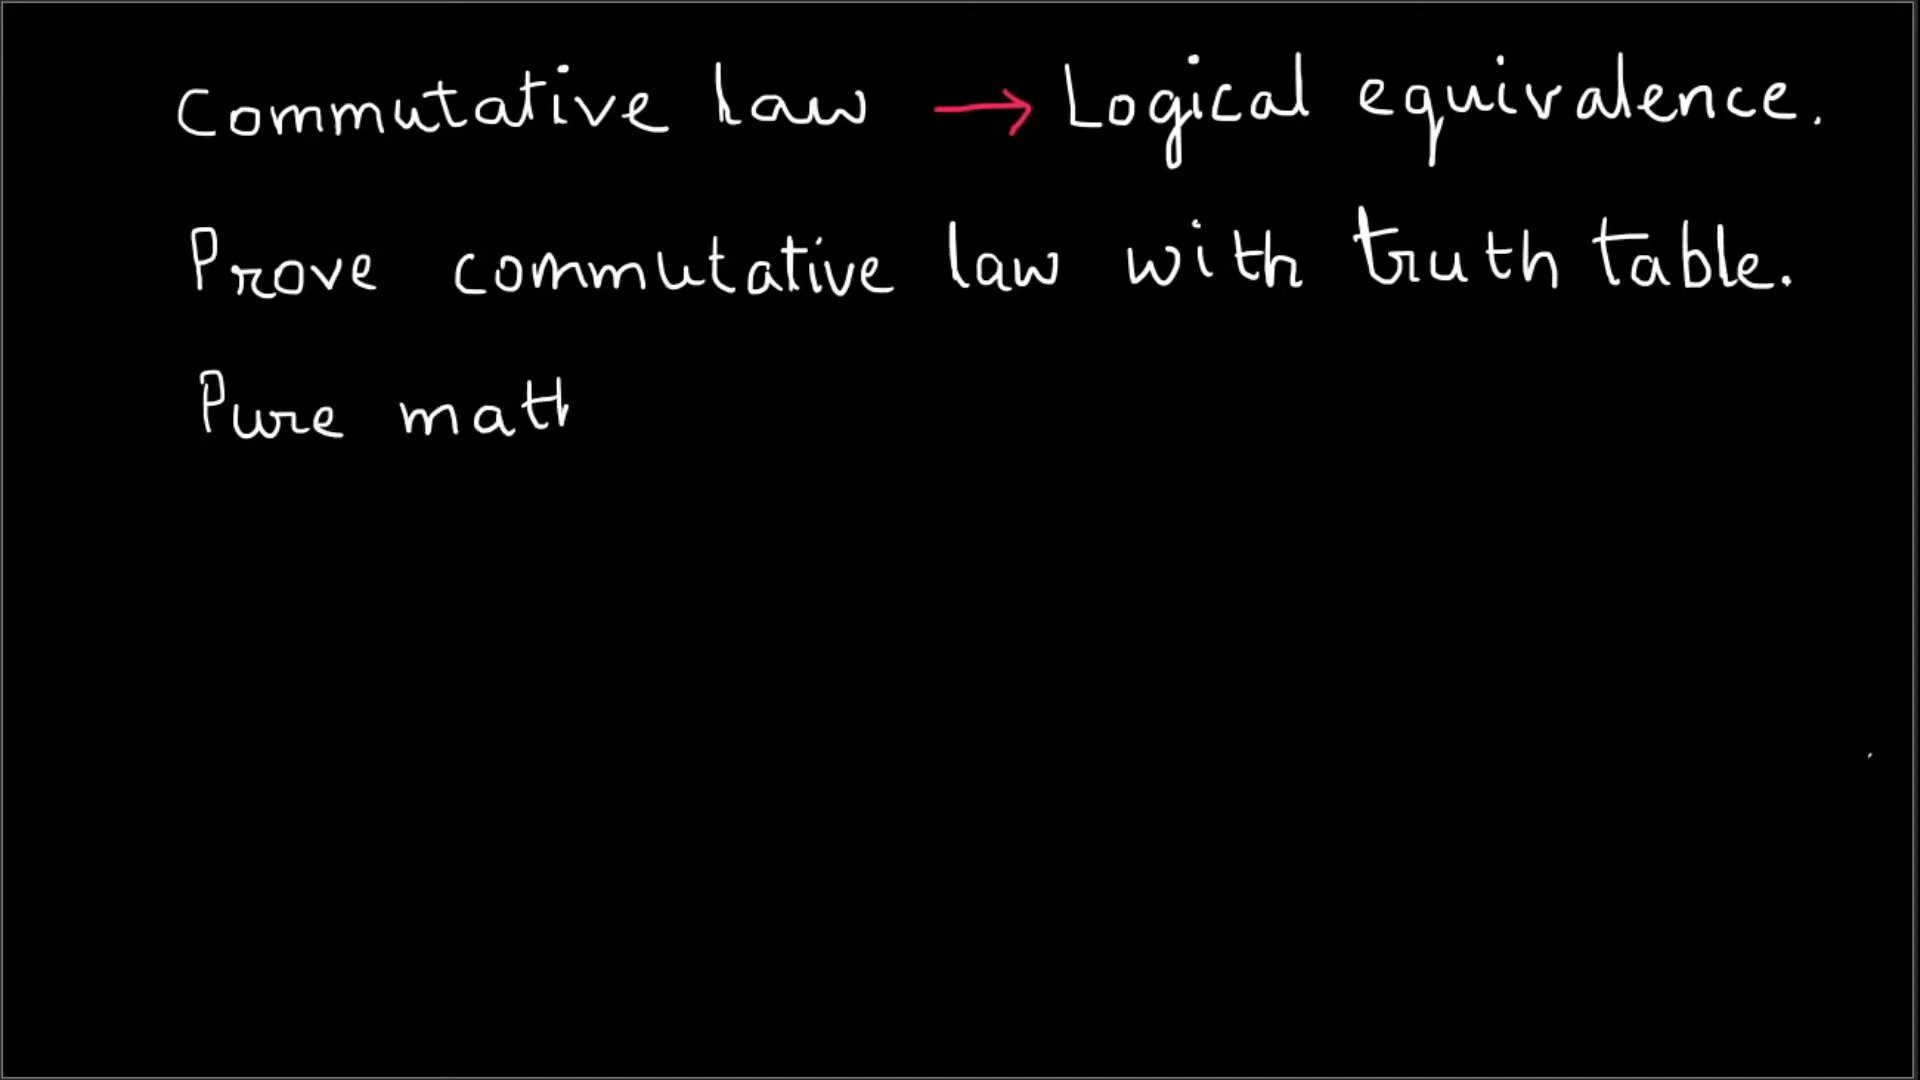 Commutative law → Logical equivalence.
Prove commutative law with truth table.
Pure math